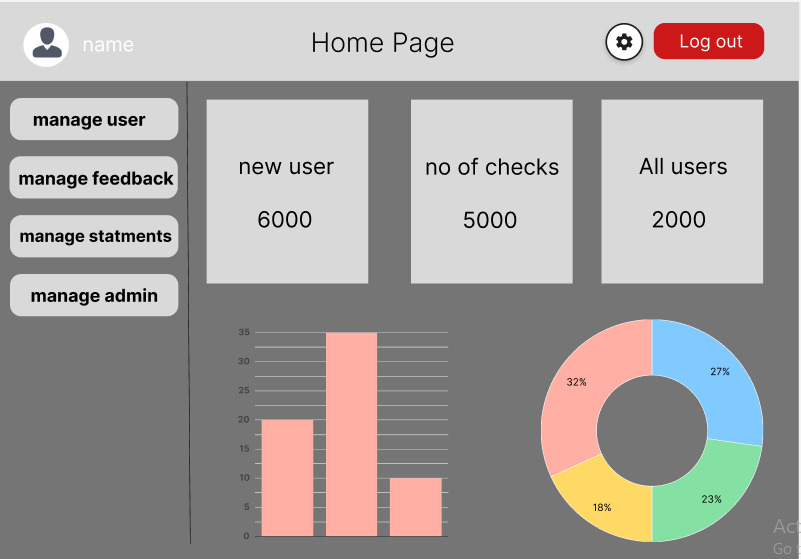 name
Home Page
Log out
manage user
manage feedback
manage statments
manage admin
new user
6000
no of checks
5000
All users
2000
35
30
25
20
15
10
5
0
32%
27%
18%
23%
Go